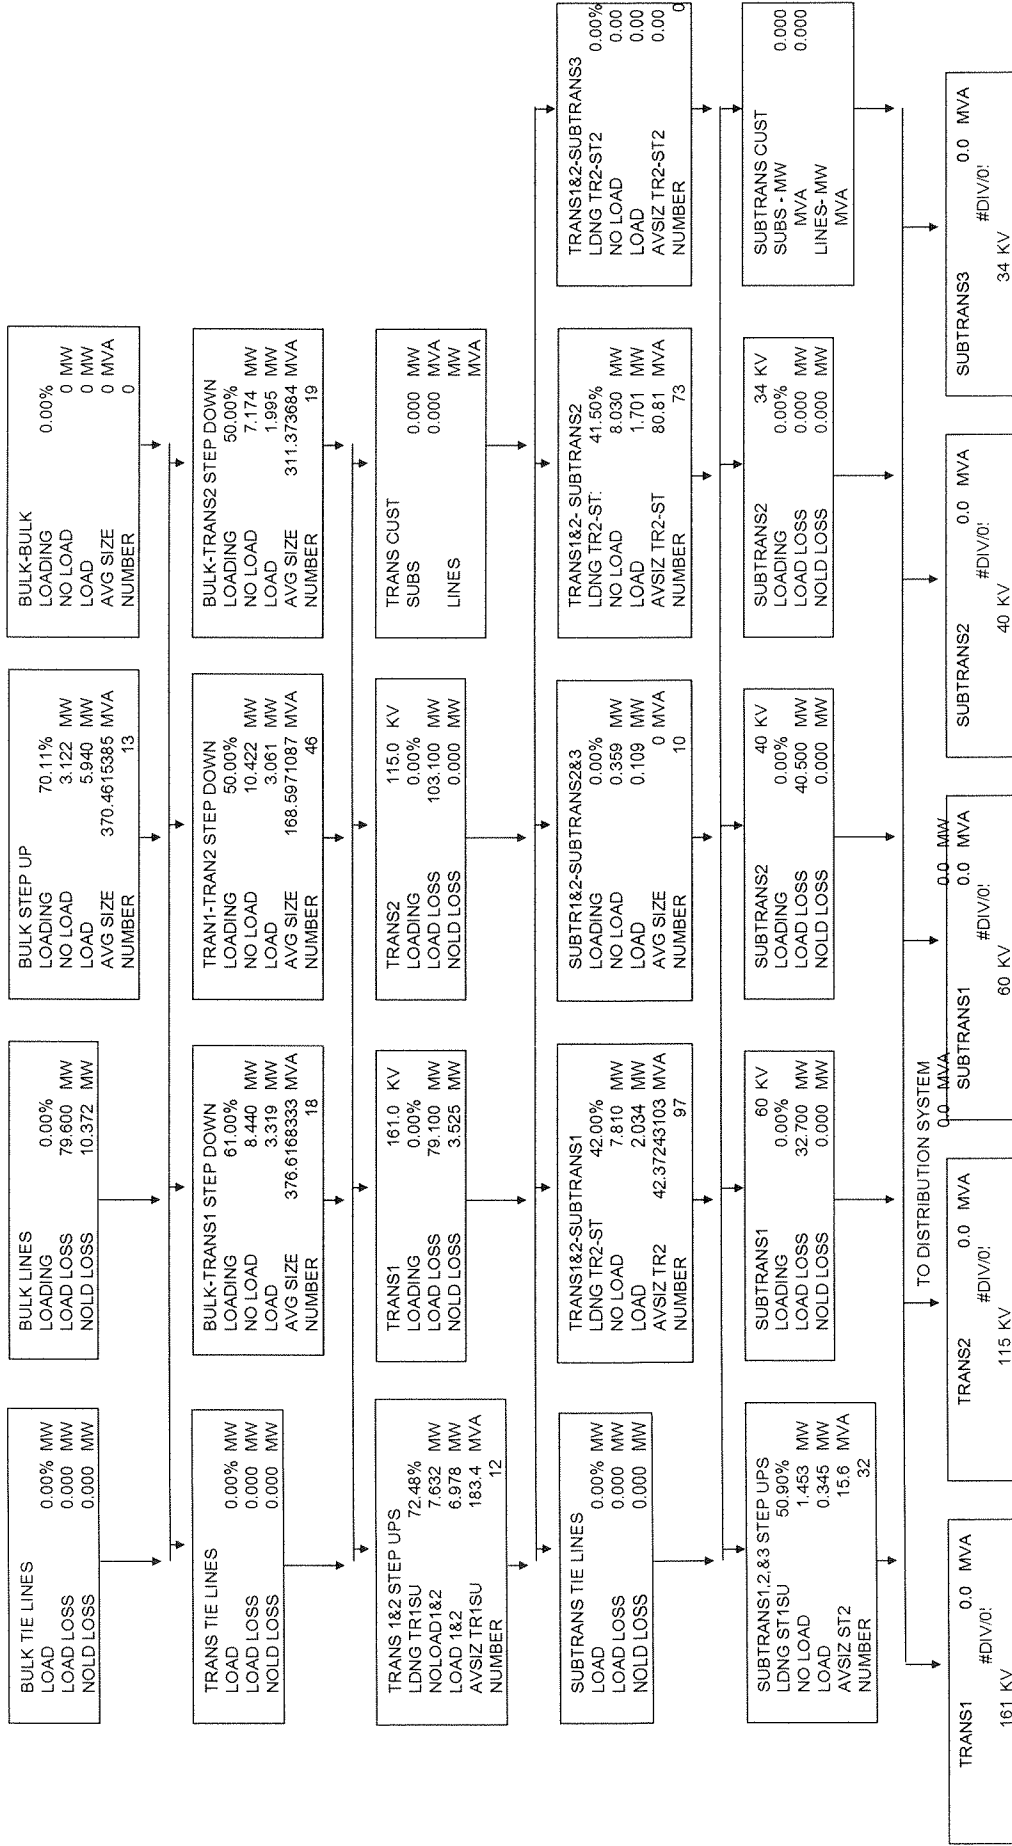 BULK TIE LINES
LOAD 0.00% MW
LOAD LOSS 0.000 MW
NOLD LOSS 0.000 MW
BULK LINES
LOADING 0.00%
LOAD LOSS 79.600 MW
NOLD LOSS 10.372 MW
BULK STEP UP
LOADING 70.11%
NO LOAD 3.122 MW
LOAD 5.940 MW
AVG SIZE 370.4615385 MVA
NUMBER 13
BULK-BULK
LOADING 0.00%
NO LOAD 0 MW
LOAD 0 MW
AVG SIZE 0 MVA
NUMBER 0
TRANS TIE LINES
LOAD 0.00% MW
LOAD LOSS 0.000 MW
NOLD LOSS 0.000 MW
BULK-TRANS1 STEP DOWN
LOADING 61.00%
NO LOAD 8.440 MW
LOAD 3.319 MW
AVG SIZE 376.6168333 MVA
NUMBER 18
TRAN1-TRAN2 STEP DOWN
LOADING 50.00%
NO LOAD 10.422 MW
LOAD 3.061 MW
AVG SIZE 168.5971087 MVA
NUMBER 46
BULK-TRANS2 STEP DOWN
LOADING 50.00%
NO LOAD 7.174 MW
LOAD 1.995 MW
AVG SIZE 311.373684 MVA
NUMBER 19
TRANS 1&2 STEP UPS
LDNG TR1SU 72.48%
NOLOAD1&2 7.632 MW
LOAD 1&2 6.978 MW
AVSIZ TR1SU 183.4 MVA
NUMBER 12
TRANS1 161.0 KV
LOADING 0.00%
LOAD LOSS 79.100 MW
NOLD LOSS 3.525 MW
TRANS2 115.0 KV
LOADING 0.00%
LOAD LOSS 103.100 MW
NOLD LOSS 0.000 MW
TRANS CUST
SUBS 0.000 MW
0.000 MVA
LINES MW
MVA
SUBTRANS TIE LINES
LOAD 0.00% MW
LOAD LOSS 0.000 MW
NOLD LOSS 0.000 MW
TRANS1&2-SUBTRANS1
LDNG TR2-ST 42.00%
NO LOAD 7.810 MW
LOAD 2.034 MW
AVSIZ TR2 42.37243103 MVA
NUMBER 97
SUBTR1&2-SUBTRANS2&3
LOADING 0.00%
NO LOAD 0.359 MW
LOAD 0.109 MW
AVG SIZE 0 MVA
NUMBER 10
TRANS1&2- SUBTRANS2
LDNG TR2-ST: 41.50%
NO LOAD 8.030 MW
LOAD 1.701 MW
AVSIZ TR2-ST 80.81 MVA
NUMBER 73
TRANS1&2-SUBTRANS3
LDNG TR2-ST2 0.00%
NO LOAD 0.00
LOAD 0.00
AVSIZ TR2-ST2 0.00
NUMBER 0
SUBTRANS1,2,&3 STEP UPS
LDNG ST1SU 50.90%
NO LOAD 1.453 MW
LOAD 0.345 MW
AVSIZ ST2 15.6 MVA
NUMBER 32
SUBTRANS1 60 KV
LOADING 0.00%
LOAD LOSS 32.700 MW
NOLD LOSS 0.000 MW
SUBTRANS2 40 KV
LOADING 0.00%
LOAD LOSS 40.500 MW
NOLD LOSS 0.000 MW
SUBTRANS2 34 KV
LOADING 0.00%
LOAD LOSS 0.000 MW
NOLD LOSS 0.000 MW
SUBTRANS CUST
SUBS - MW 0.000
MVA 0.000
LINES- MW
MVA
TO DISTRIBUTION SYSTEM 0.0 MW
0.0 MVA
TRANS1 0.0 MVA
#DIV/0!
161 KV
TRANS2 0.0 MVA
#DIV/0!
115 KV
SUBTRANS1 0.0 MVA
#DIV/0!
60 KV
SUBTRANS2 0.0 MVA
#DIV/0!
40 KV
SUBTRANS3 0.0 MVA
#DIV/0!
34 KV